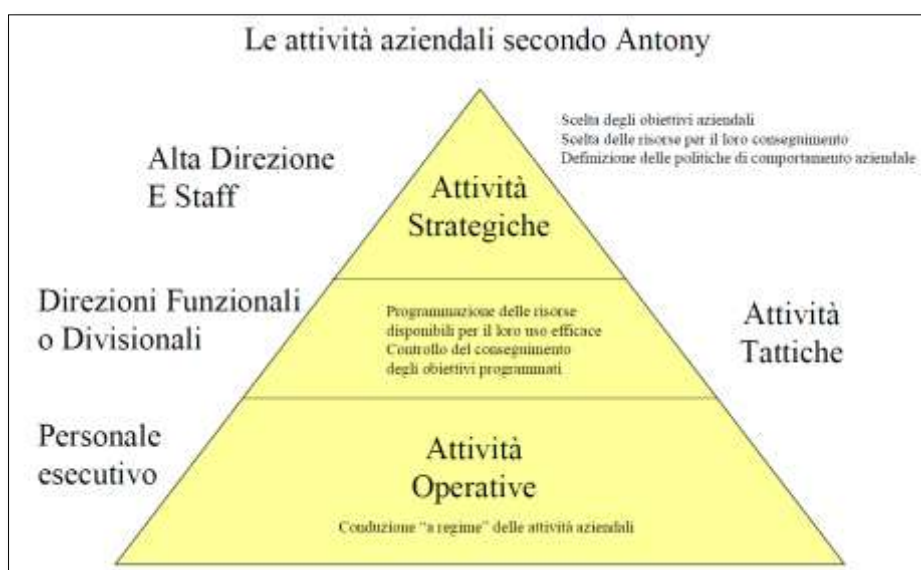 Le attività aziendali secondo Antony
Scelta degli obiettivi aziendali
Scelta delle risorse per il loro conseguimento
Definizione delle politiche di comportamento aziendale
Alta Direzione
E Staff
Attività
Strategiche
Direzioni Funzionali
o Divisionali
Programmazione delle risorse
disponibili per il loro uso efficace
Controllo del conseguimento
degli obiettivi programmati
Attività
Tattiche
Personale
esecutivo
Attività
Operative
Conduzione “a regime” delle attività aziendali